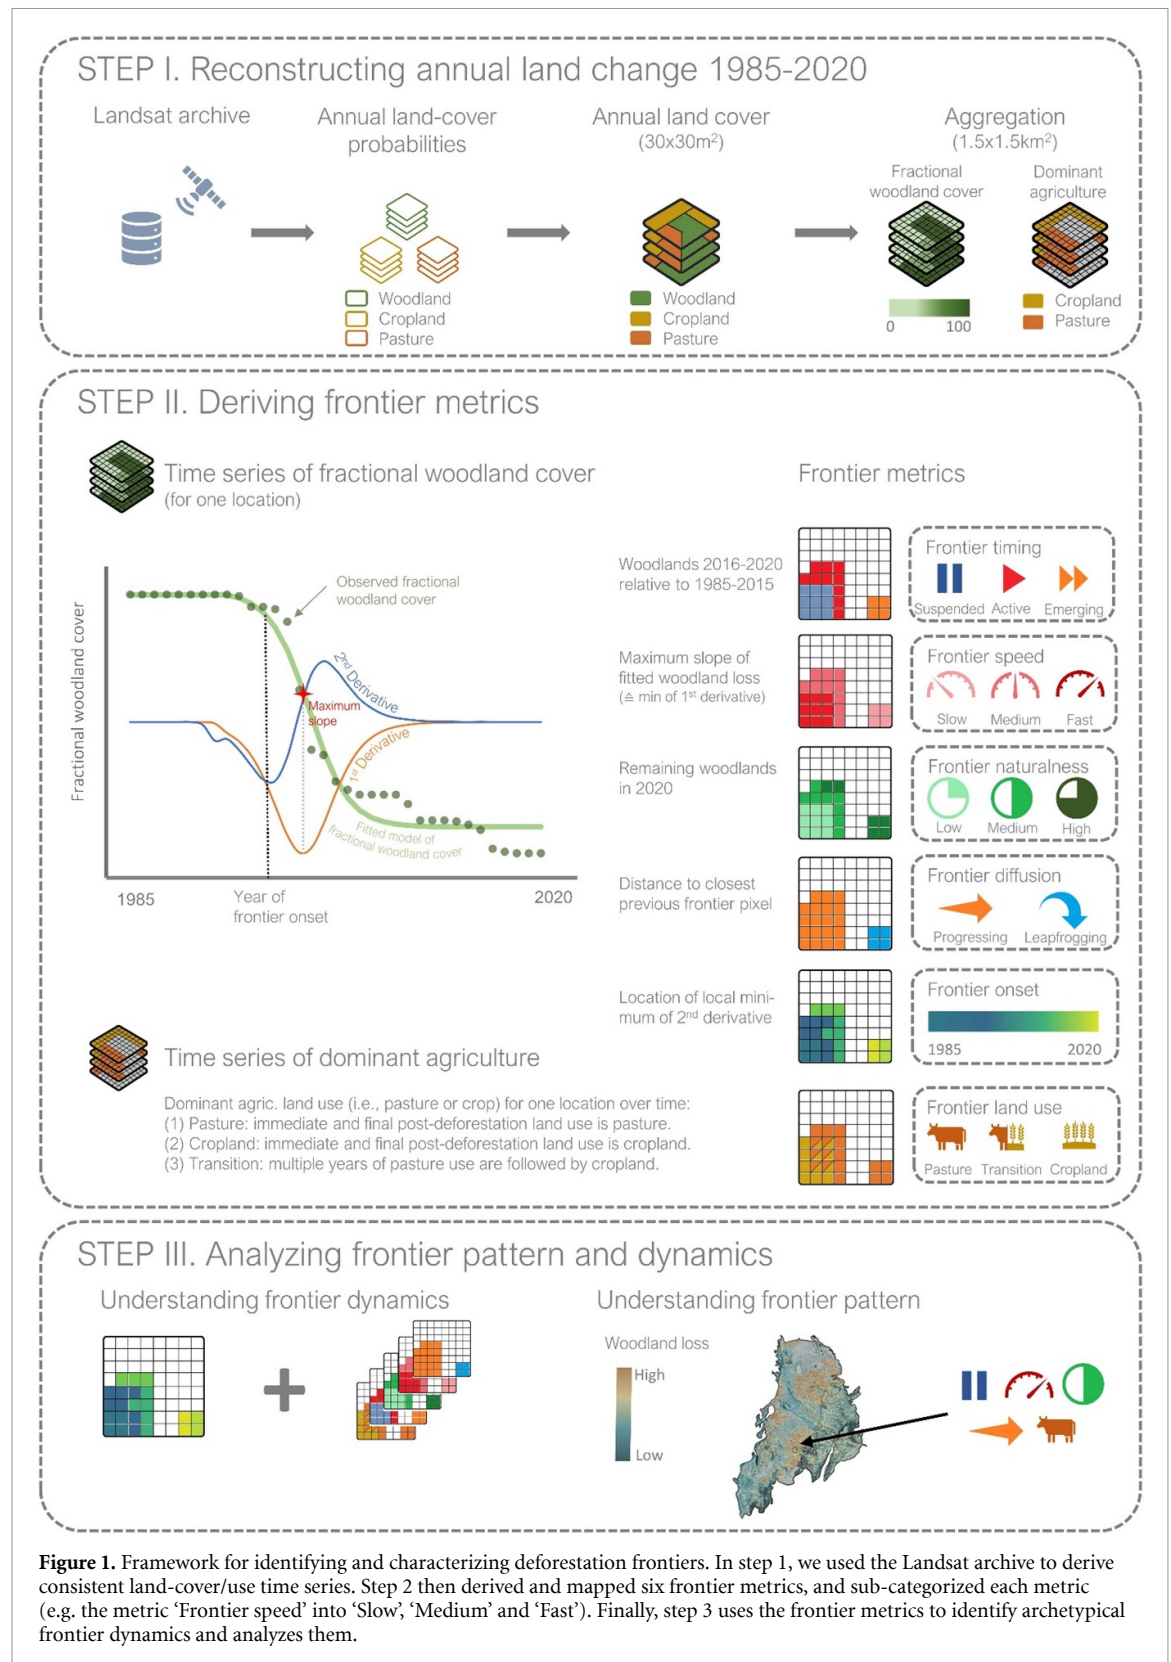 STEP I. Reconstructing annual land change 1985-2020
Landsat archive
Annual land-cover
probabilities
Woodland
Cropland
Pasture
Annual land cover
(30x30m²)
Woodland
Cropland
Pasture
Aggregation
(1.5x1.5km²)
Fractional
woodland cover
0 100
Dominant
agriculture
Cropland
Pasture
STEP II. Deriving frontier metrics
Time series of fractional woodland cover
(for one location)
Fractional woodland cover
Observed fractional
woodland cover
2nd Derivative
Maximum
slope
1st Derivative
Fitted model of
fractional woodland cover
1985
Year of
frontier onset
2020
Frontier metrics
Woodlands 2016-2020
relative to 1985-2015
Frontier timing
Suspended Active Emerging
Maximum slope of
fitted woodland loss
(≙ min of 1st derivative)
Frontier speed
Slow Medium Fast
Remaining woodlands
in 2020
Frontier naturalness
Low Medium High
Distance to closest
previous frontier pixel
Frontier diffusion
Progressing Leapfrogging
Location of local mini-
mum of 2nd derivative
Frontier onset
1985 2020
Time series of dominant agriculture
Dominant agric. land use (i.e., pasture or crop) for one location over time:
(1) Pasture: immediate and final post-deforestation land use is pasture.
(2) Cropland: immediate and final post-deforestation land use is cropland.
(3) Transition: multiple years of pasture use are followed by cropland.
Frontier land use
Pasture Transition Cropland
STEP III. Analyzing frontier pattern and dynamics
Understanding frontier dynamics
Understanding frontier pattern
Woodland loss
High
Low
Figure 1. Framework for identifying and characterizing deforestation frontiers. In step 1, we used the Landsat archive to derive
consistent land-cover/use time series. Step 2 then derived and mapped six frontier metrics, and sub-categorized each metric
(e.g. the metric ‘Frontier speed’ into ‘Slow’, ‘Medium’ and ‘Fast’). Finally, step 3 uses the frontier metrics to identify archetypical
frontier dynamics and analyzes them.